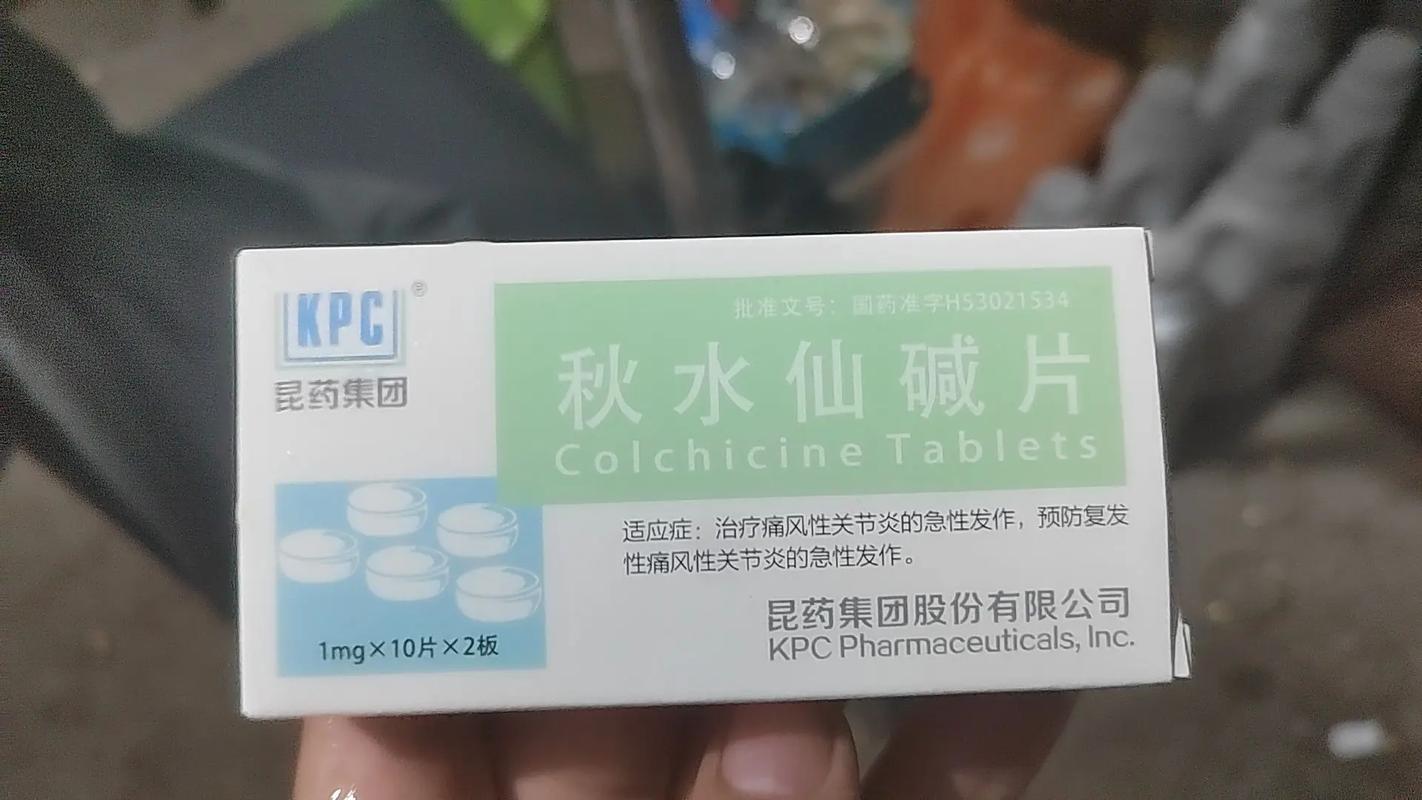 KPC®
昆药集团
批准文号：国药准字H53021534
秋水仙碱片
Colchicine Tablets
适应症：治疗痛风性关节炎的急性发作，预防复发
性痛风性关节炎的急性发作。
昆药集团股份有限公司
KPC Pharmaceuticals, Inc.
1mg×10片×2板